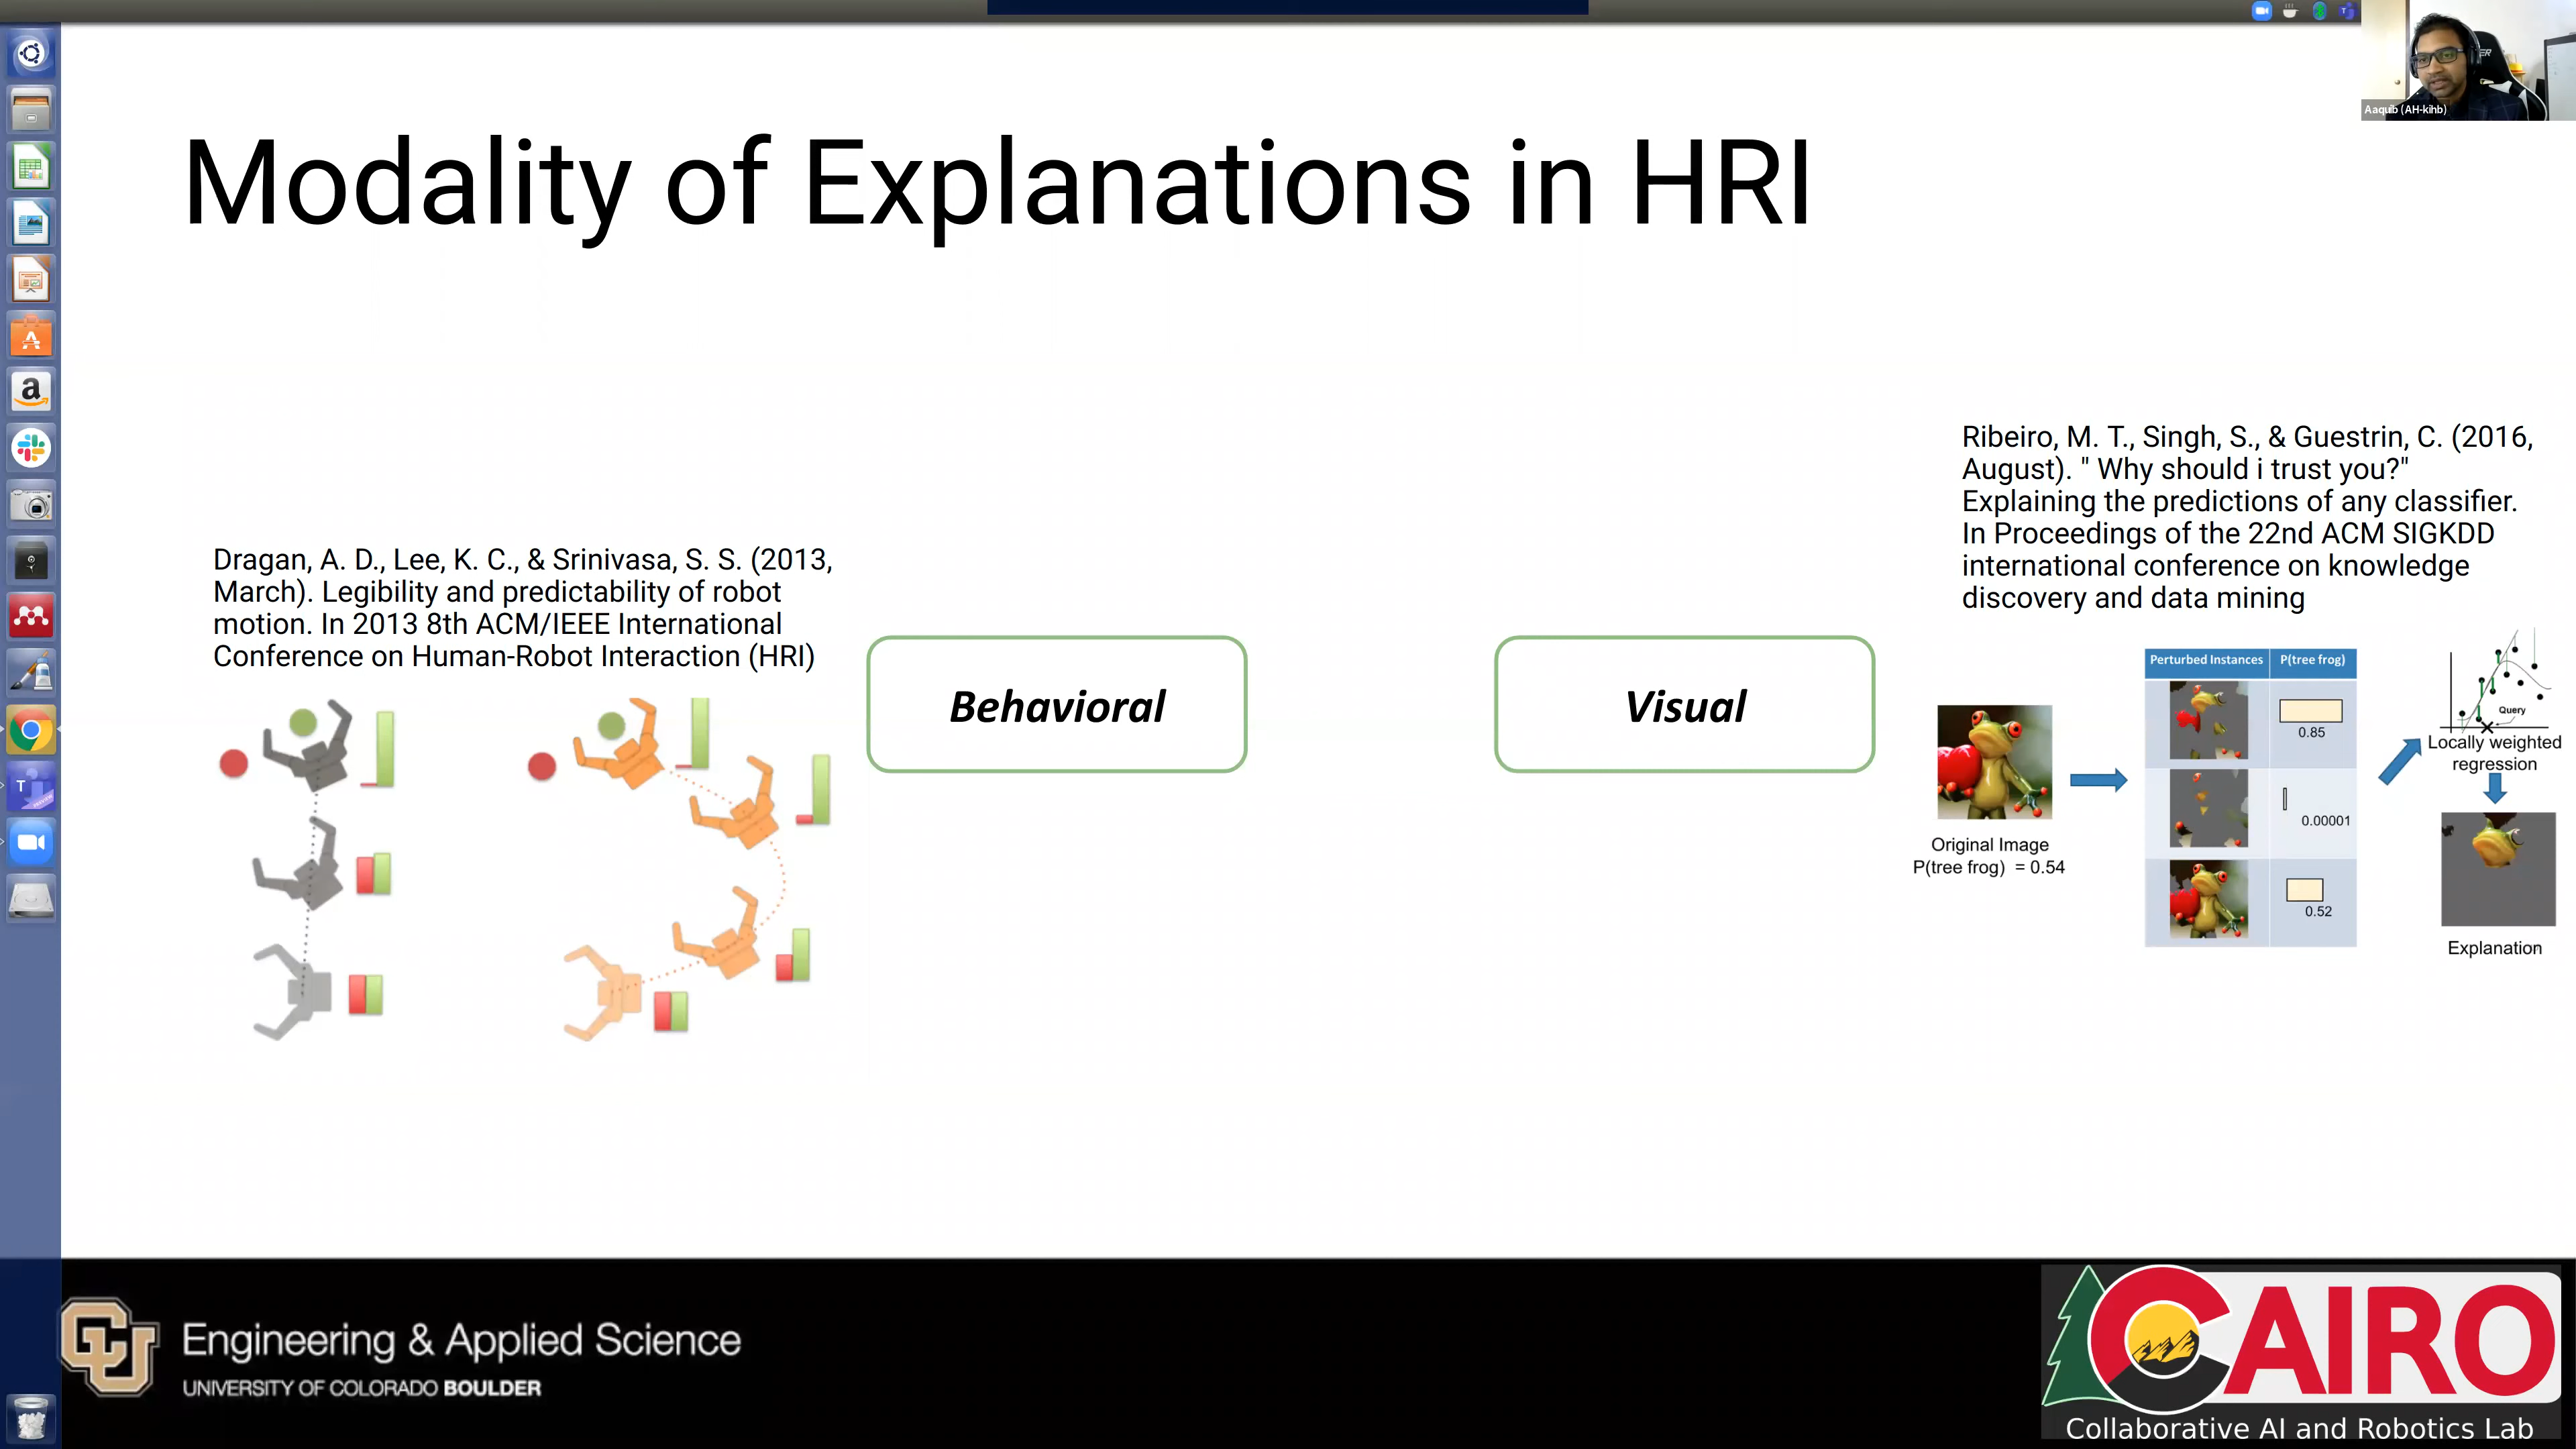 Aaquib (AH-kihb)
Modality of Explanations in HRI
Dragan, A. D., Lee, K. C., & Srinivasa, S. S. (2013,
March). Legibility and predictability of robot
motion. In 2013 8th ACM/IEEE International
Conference on Human-Robot Interaction (HRI)
Behavioral
Visual
Ribeiro, M. T., Singh, S., & Guestrin, C. (2016,
August). " Why should i trust you?"
Explaining the predictions of any classifier.
In Proceedings of the 22nd ACM SIGKDD
international conference on knowledge
discovery and data mining
Original Image
P(tree frog) = 0.54
Perturbed Instances P(tree frog)
0.85
0.00001
0.52
Query
Locally weighted
regression
Explanation
CU
Engineering & Applied Science
UNIVERSITY OF COLORADO BOULDER
CAIRO
Collaborative AI and Robotics Lab